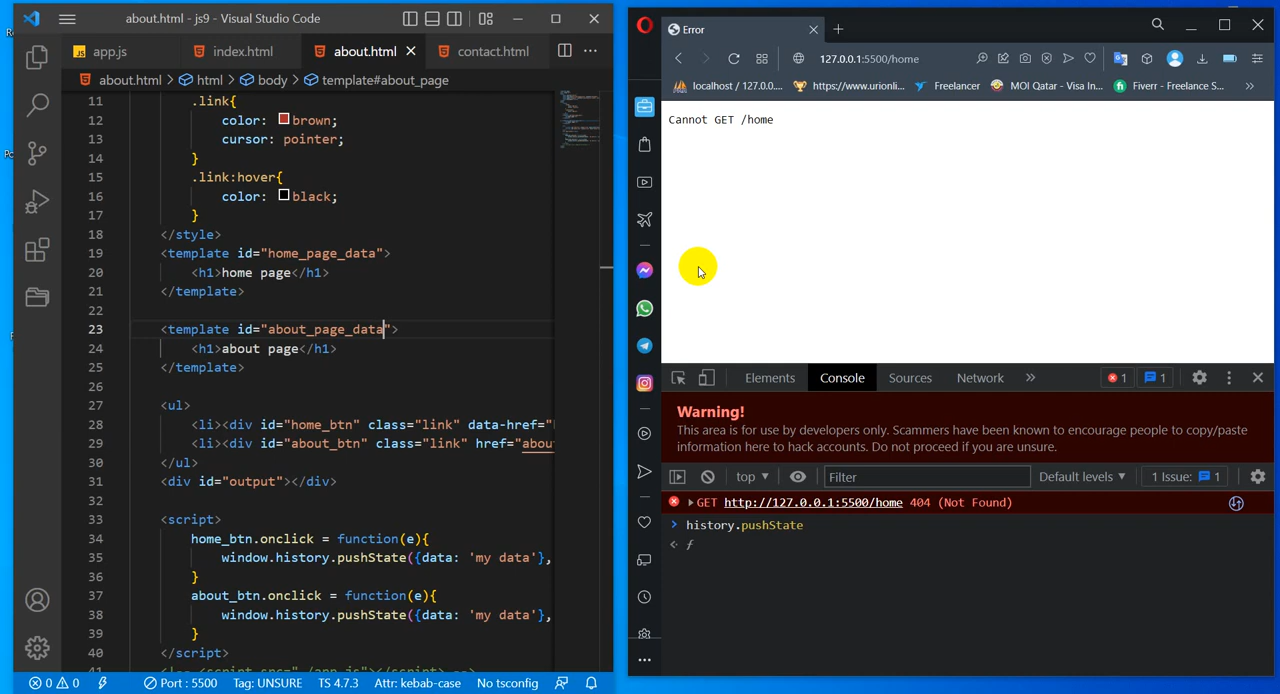 about.html - js9 - Visual Studio Code
app.js
index.html
about.html
contact.html
about.html > html > body > template#about_page
11 .link{
12 color: brown;
13 cursor: pointer;
14 }
15 .link:hover{
16 color: black;
17 }
18 </style>
19 <template id="home_page_data">
20 <h1>home page</h1>
21 </template>
22
23 <template id="about_page_data">
24 <h1>about page</h1>
25 </template>
26
27 <ul>
28 <li><div id="home_btn" class="link" data-href="
29 <li><div id="about_btn" class="link" href="abou
30 </ul>
31 <div id="output"></div>
32
33 <script>
34 home_btn.onclick = function(e){
35 window.history.pushState({data: 'my data'},
36 }
37 about_btn.onclick = function(e){
38 window.history.pushState({data: 'my data'},
39 }
40 </script>
0 0 Port : 5500 Tag: UNSURE TS 4.7.3 Attr: kebab-case No tsconfig
Error
127.0.0.1:5500/home
localhost / 127.0.0.... https://www.urionli... Freelancer MOI Qatar - Visa In... Fiverr - Freelance S... »
Cannot GET /home
Elements Console Sources Network » 1 1
Warning!
This area is for use by developers only. Scammers have been known to encourage people to copy/paste
information here to hack accounts. Do not proceed if you are unsure.
top Filter Default levels 1 Issue: 1
GET http://127.0.0.1:5500/home 404 (Not Found)
> history.pushState
ƒ